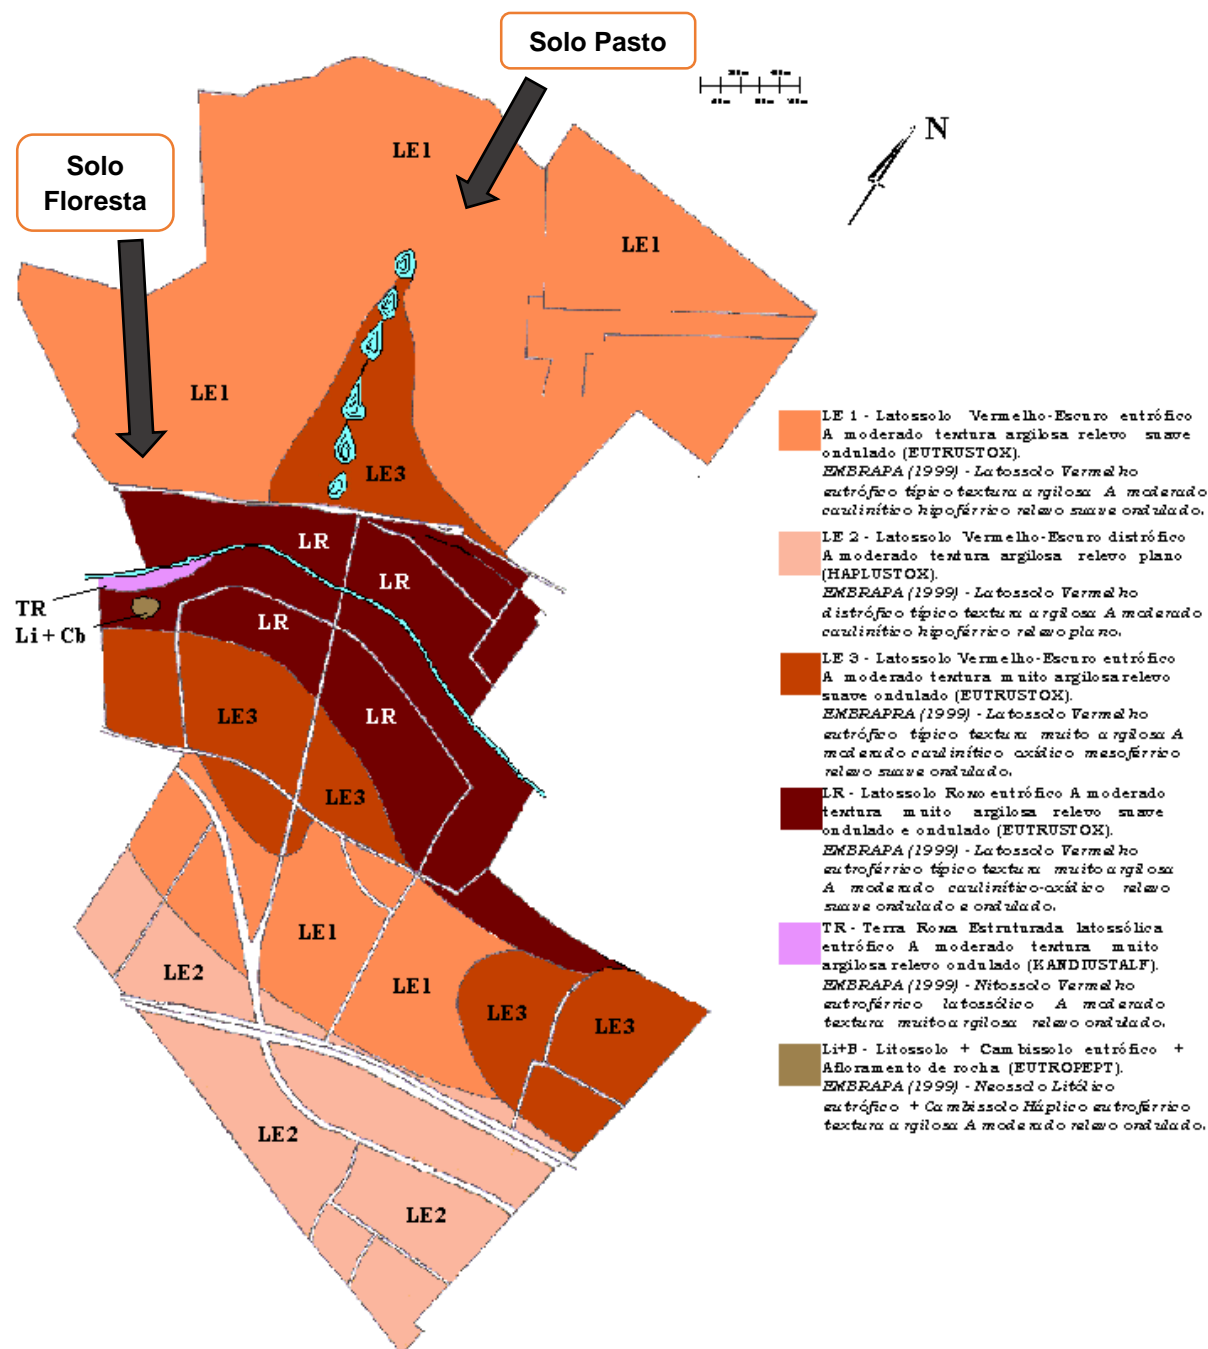 Solo Pasto
Solo
Floresta
N
LE1
LE1
LE1
LE3
LR
LR
LR
TR
Li + Cb
LR
LE3
LE3
LE1
LE2
LE1
LE3
LE3
LE2
LE2
LE 1 - Latossolo Vermelho-Escuro eutrófico
A moderado textura argilosa relevo suave
ondulado (EUTRUSTOX).
EMBRAPA (1999) - Latossolo Vermelho
eutrófico típico textura argilosa A moderado
caulinítico hipoférrico relevo suave ondulado.
LE 2 - Latossolo Vermelho-Escuro distrófico
A moderado textura argilosa relevo plano
(HAPLUSTOX).
EMBRAPA (1999) - Latossolo Vermelho
distrófico típico textura argilosa A moderado
caulinítico hipoférrico relevo plano.
LE 3 - Latossolo Vermelho-Escuro eutrófico
A moderado textura muito argilosa relevo
suave ondulado (EUTRUSTOX).
EMBRAPRA (1999) - Latossolo Vermelho
eutrófico típico textura muito argilosa A
moderado caulinítico oxídico mesoférrico
relevo suave ondulado.
LR - Latossolo Roxo eutrófico A moderado
textura muito argilosa relevo suave
ondulado e ondulado (EUTRUSTOX).
EMBRAPA (1999) - Latossolo Vermelho
eutroférrico típico textura muito argilosa
A moderado caulinítico-oxídico relevo
suave ondulado e ondulado.
TR - Terra Roxa Estruturada latossólica
eutrófico A moderado textura muito
argilosa relevo ondulado (KANDIUSTALF).
EMBRAPA (1999) - Nitossolo Vermelho
eutroférrico latossólico A moderado
textura muito argilosa relevo ondulado.
Li+B - Litossolo + Cambissolo eutrófico +
Afloramento de rocha (EUTROPEPT).
EMBRAPA (1999) - Neossolo Litólico
eutrófico + Cambissolo Háplico eutroférrico
textura argilosa A moderado relevo ondulado.